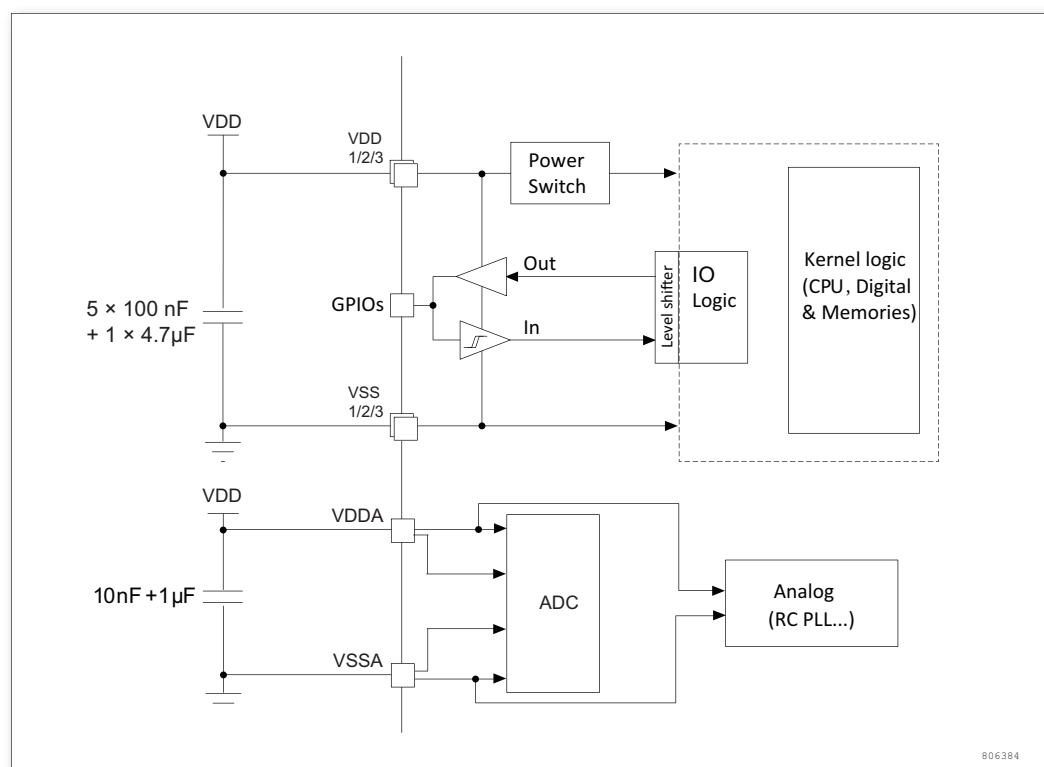 VDD
VDD
1/2/3
Power
Switch
Out
GPIOs
In
Level shifter
IO
Logic
Kernel logic
(CPU, Digital
& Memories)
5 × 100 nF
+ 1 × 4.7μF
VSS
1/2/3
VDD
VDDA
10nF +1μF
ADC
Analog
(RC PLL...)
VSSA
806384